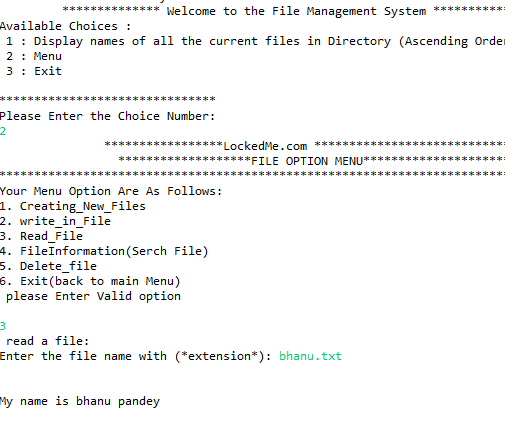 ************** Welcome to the File Management System ***********
Available Choices :
1 : Display names of all the current files in Directory (Ascending Order
2 : Menu
3 : Exit
*******************************
Please Enter the Choice Number:
2
*****************LockedMe.com ****************************
*******************FILE OPTION MENU*********************
*************************************************************************
Your Menu Option Are As Follows:
1. Creating_New_Files
2. write_in_File
3. Read_File
4. FileInformation(Serch File)
5. Delete_file
6. Exit(back to main Menu)
please Enter Valid option
3
read a file:
Enter the file name with (*extension*): bhanu.txt
My name is bhanu pandey